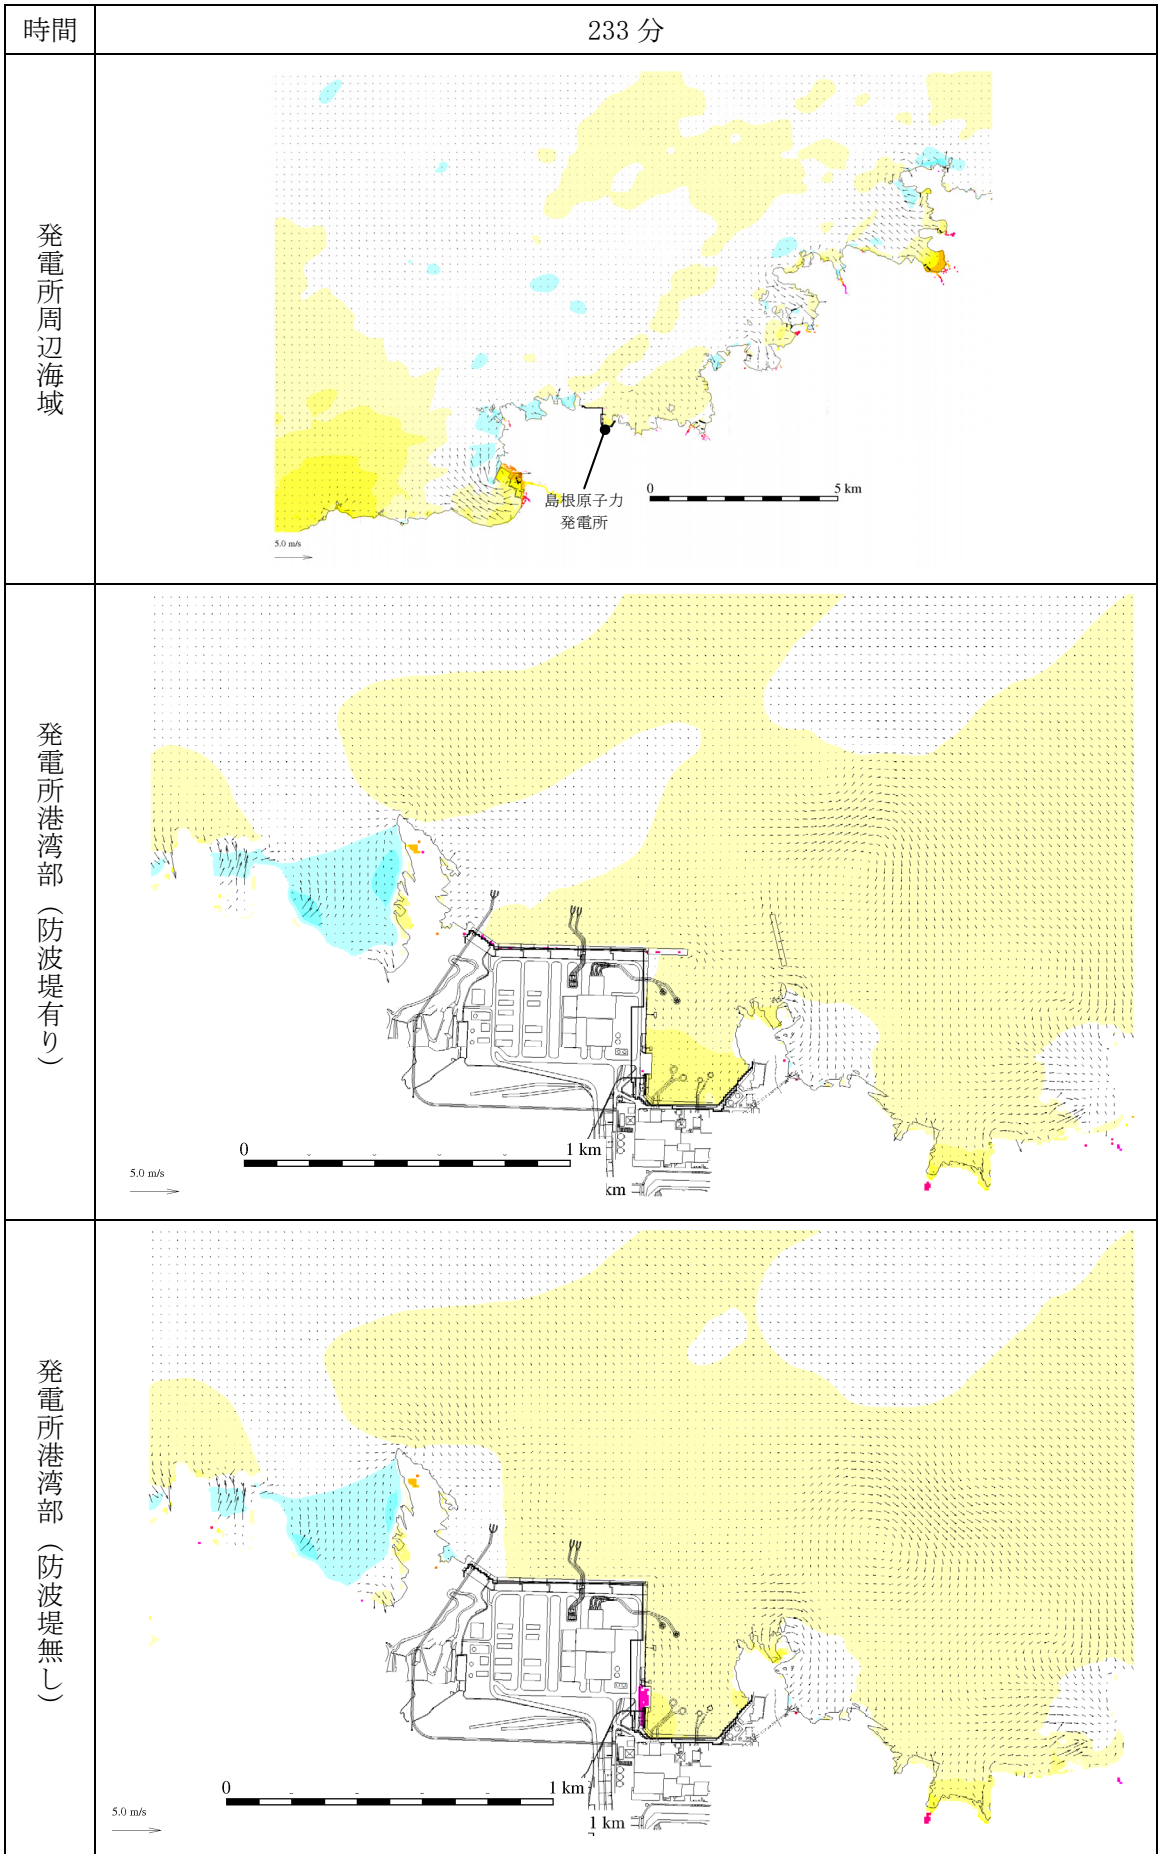 時間
233 分
発電所周辺海域
島根原子力
発電所
0
5 km
5.0 m/s
発電所港湾部（防波堤有り）
0
1 km
5.0 m/s
km
発電所港湾部（防波堤無し）
0
1 km
5.0 m/s
1 km